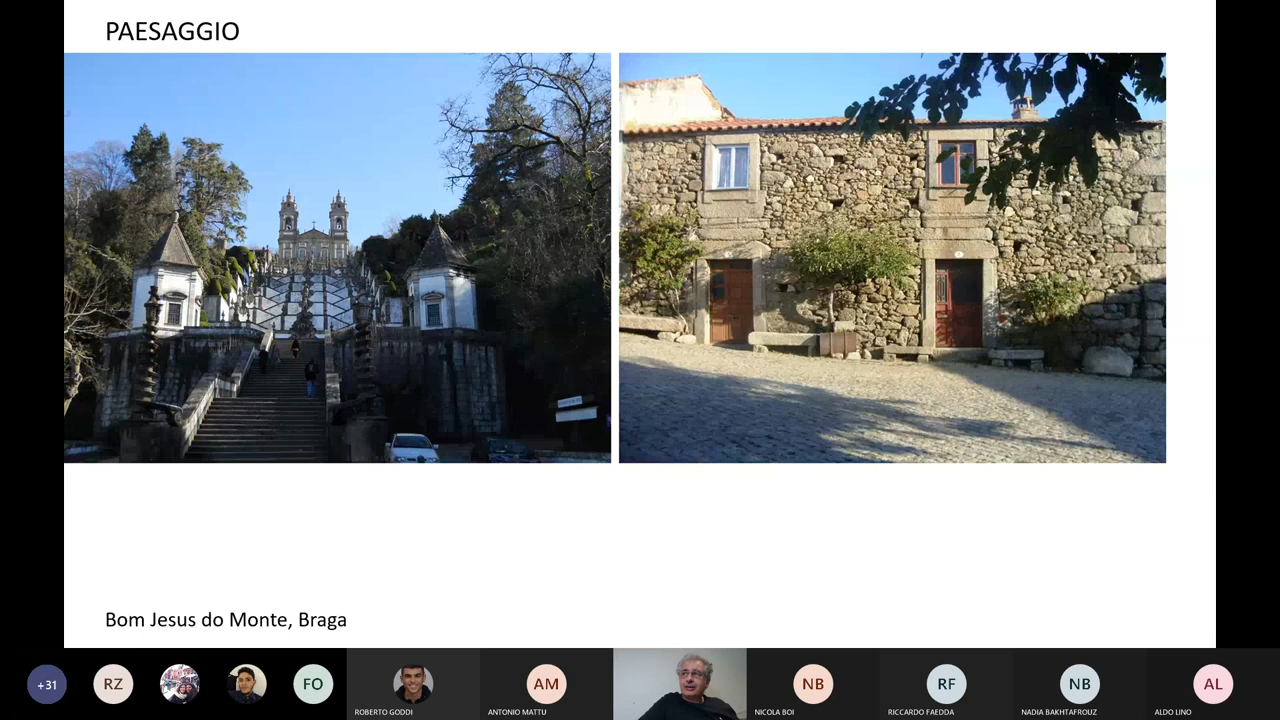 PAESAGGIO
Bom Jesus do Monte, Braga
+31
RZ
FO
ROBERTO GODDI
AM
ANTONIO MATTU
NB
NICOLA BOI
RF
RICCARDO FAEDDA
NB
NADIA BAKHTAFROUZ
AL
ALDO LINO